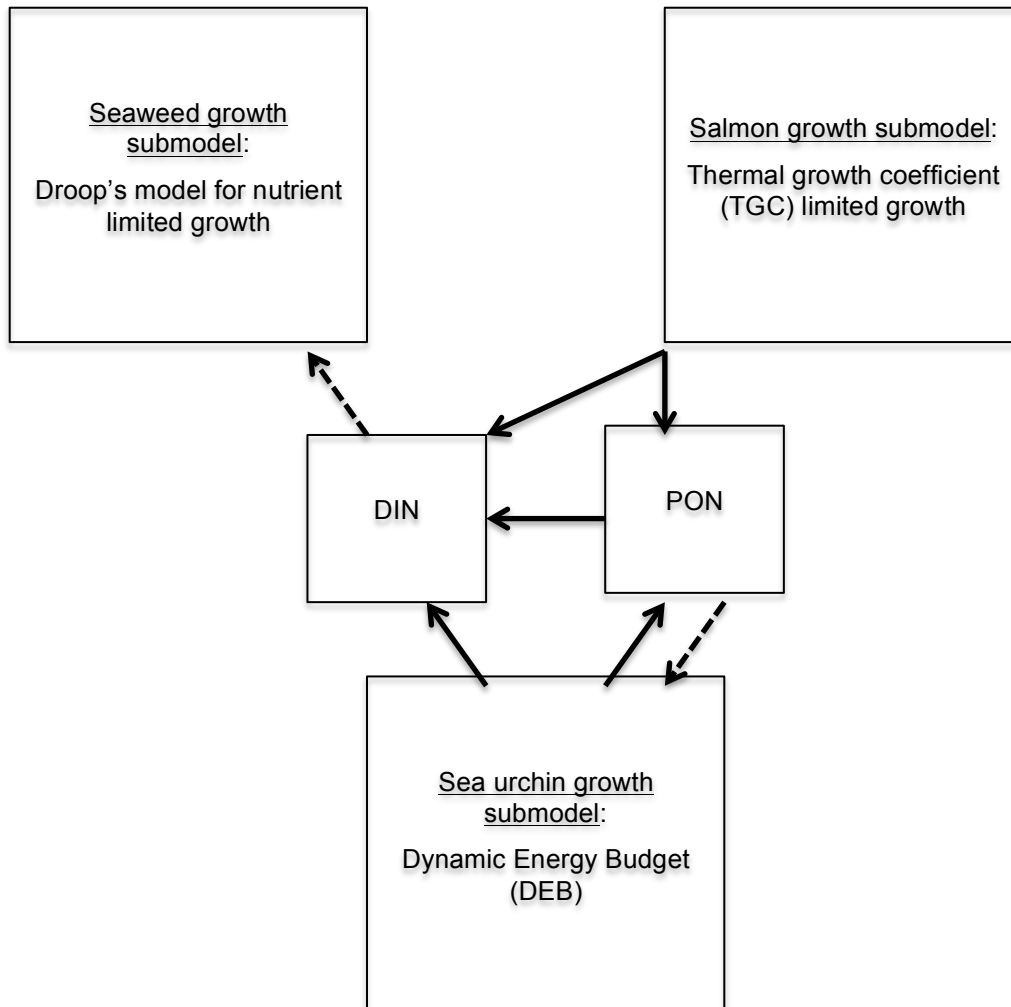 Seaweed growth
submodel:
Droop’s model for nutrient
limited growth
Salmon growth submodel:
Thermal growth coefficient
(TGC) limited growth
DIN
PON
Sea urchin growth
submodel:
Dynamic Energy Budget
(DEB)